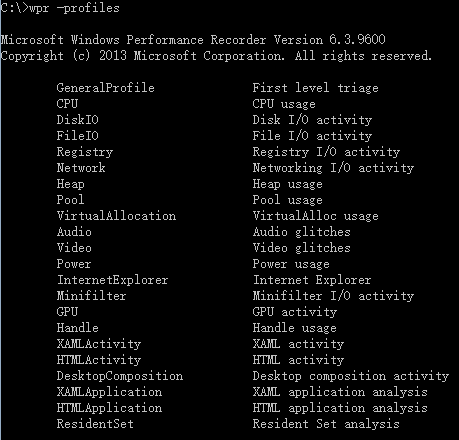 C:\>wpr -profiles
Microsoft Windows Performance Recorder Version 6.3.9600
Copyright (c) 2013 Microsoft Corporation. All rights reserved.
GeneralProfile First level triage
CPU CPU usage
DiskIO Disk I/O activity
FileIO File I/O activity
Registry Registry I/O activity
Network Networking I/O activity
Heap Heap usage
Pool Pool usage
VirtualAllocation VirtualAlloc usage
Audio Audio glitches
Video Video glitches
Power Power usage
InternetExplorer Internet Explorer
Minifilter Minifilter I/O activity
GPU GPU activity
Handle Handle usage
XAMLActivity XAML activity
HTMLActivity HTML activity
DesktopComposition Desktop composition activity
XAMLApplication XAML application analysis
HTMLApplication HTML application analysis
ResidentSet Resident Set analysis